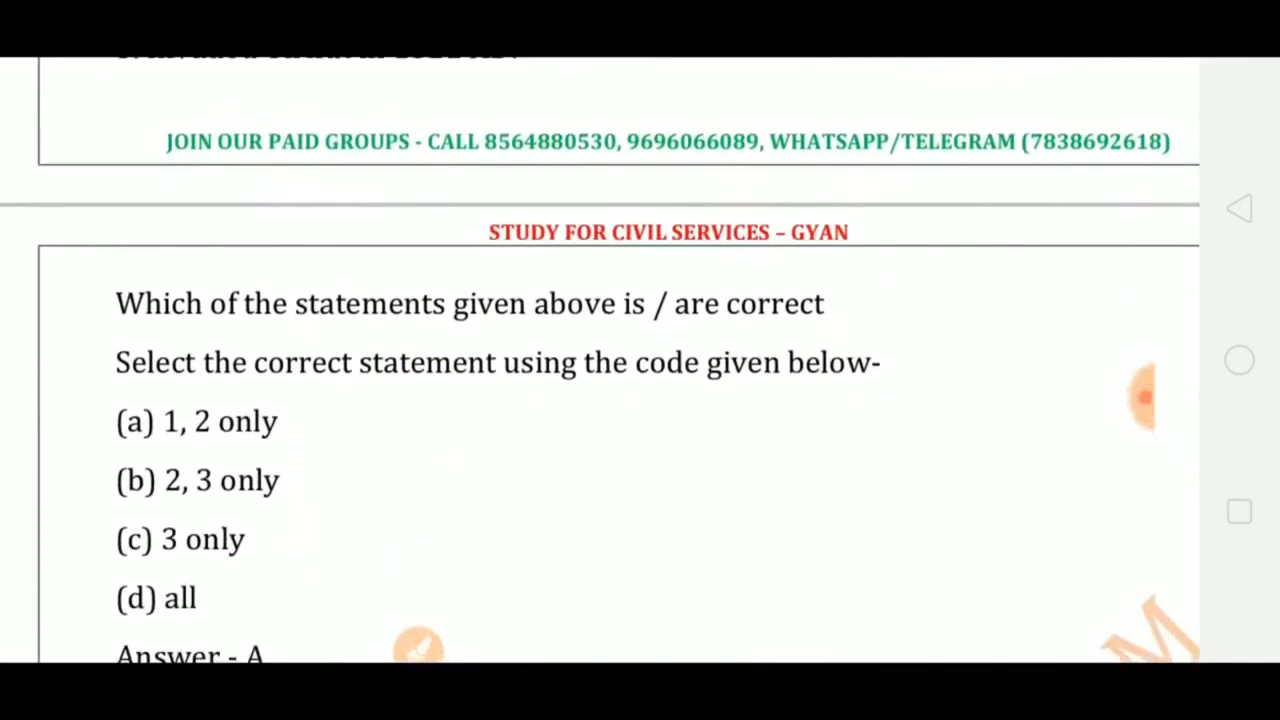 JOIN OUR PAID GROUPS - CALL 8564880530, 9696066089, WHATSAPP/TELEGRAM (7838692618)
STUDY FOR CIVIL SERVICES – GYAN
Which of the statements given above is / are correct
Select the correct statement using the code given below-
(a) 1, 2 only
(b) 2, 3 only
(c) 3 only
(d) all
Answer - A
M